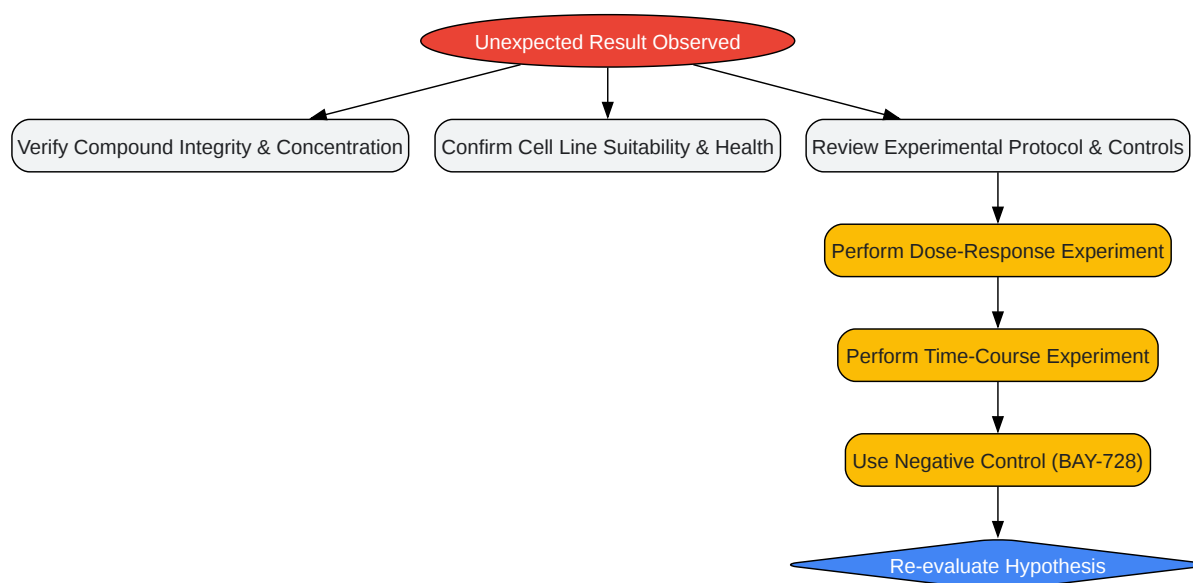 Unexpected Result Observed
Verify Compound Integrity & Concentration
Confirm Cell Line Suitability & Health
Review Experimental Protocol & Controls
Perform Dose-Response Experiment
Perform Time-Course Experiment
Use Negative Control (BAY-728)
Re-evaluate Hypothesis